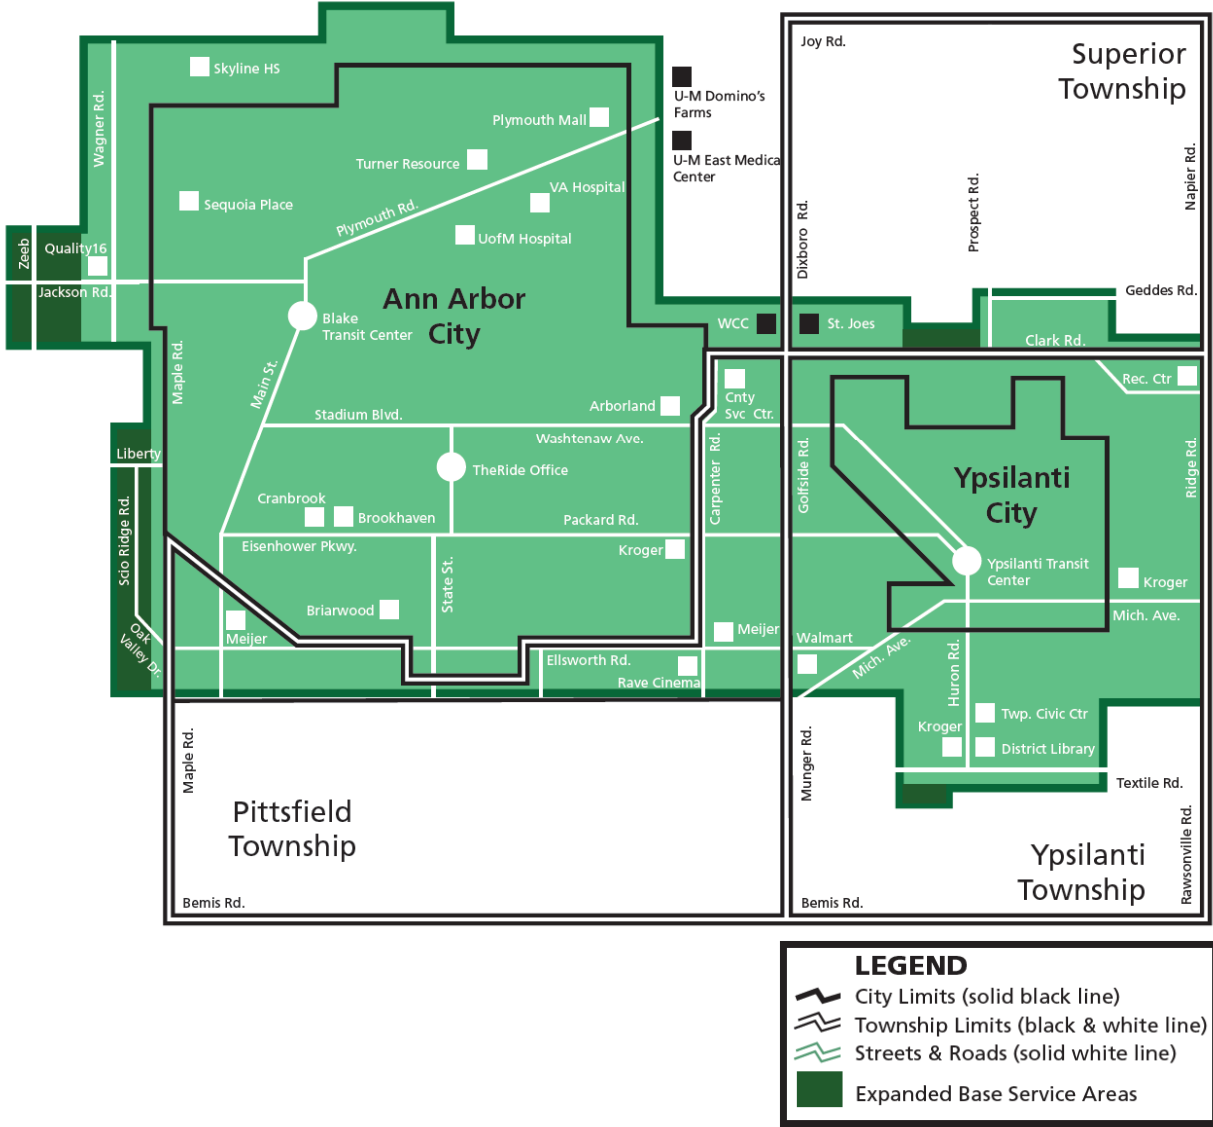 Joy Rd.
Superior
Township
Skyline HS
U-M Domino's
Farms
Wagner Rd.
Plymouth Mall
U-M East Medica
Center
Turner Resource
VA Hospital
Napier Rd.
Prospect Rd.
Sequoia Place
Plymouth Rd.
UofM Hospital
Dixboro Rd.
Zeeb
Quality16
Jackson Rd.
Geddes Rd.
Ann Arbor
City
Blake
Transit Center
WCC
St. Joes
Clark Rd.
Maple Rd.
Main St.
Rec. Ctr
Cnty
Svc Ctr.
Arborland
Stadium Blvd.
Washtenaw Ave.
Liberty
TheRide Office
Carpenter Rd.
Golfside Rd.
Ridge Rd.
Ypsilanti
City
Cranbrook
Brookhaven
Packard Rd.
Scio Ridge Rd.
Eisenhower Pkwy.
Kroger
State St.
Ypsilanti Transit
Center
Kroger
Briarwood
Mich. Ave.
Oak
Valley Dr.
Meijer
Meijer
Walmart
Ellsworth Rd.
Mich. Ave.
Huron Rd.
Rave Cinema
Twp. Civic Ctr
Kroger
District Library
Maple Rd.
Munger Rd.
Textile Rd.
Pittsfield
Township
Rawsonville Rd.
Ypsilanti
Township
Bemis Rd.
Bemis Rd.
LEGEND
City Limits (solid black line)
Township Limits (black & white line)
Streets & Roads (solid white line)
Expanded Base Service Areas